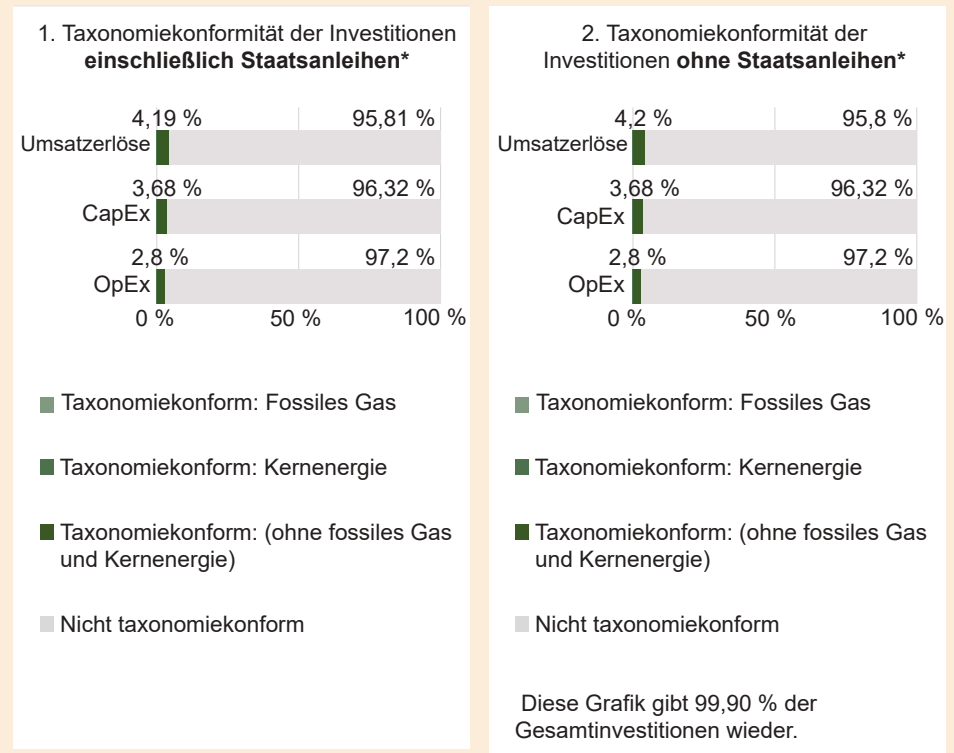 1. Taxonomiekonformität der Investitionen
einschließlich Staatsanleihen*
4,19 %
95,81 %
Umsatzerlöse
3,68 %
96,32 %
CapEx
2,8 %
97,2 %
OpEx
0 %
50 %
100 %
Taxonomiekonform: Fossiles Gas
Taxonomiekonform: Kernenergie
Taxonomiekonform: (ohne fossiles Gas
und Kernenergie)
Nicht taxonomiekonform
2. Taxonomiekonformität der
Investitionen ohne Staatsanleihen*
4,2 %
95,8 %
Umsatzerlöse
3,68 %
96,32 %
CapEx
2,8 %
97,2 %
OpEx
0 %
50 %
100 %
Taxonomiekonform: Fossiles Gas
Taxonomiekonform: Kernenergie
Taxonomiekonform: (ohne fossiles Gas
und Kernenergie)
Nicht taxonomiekonform
Diese Grafik gibt 99,90 % der
Gesamtinvestitionen wieder.